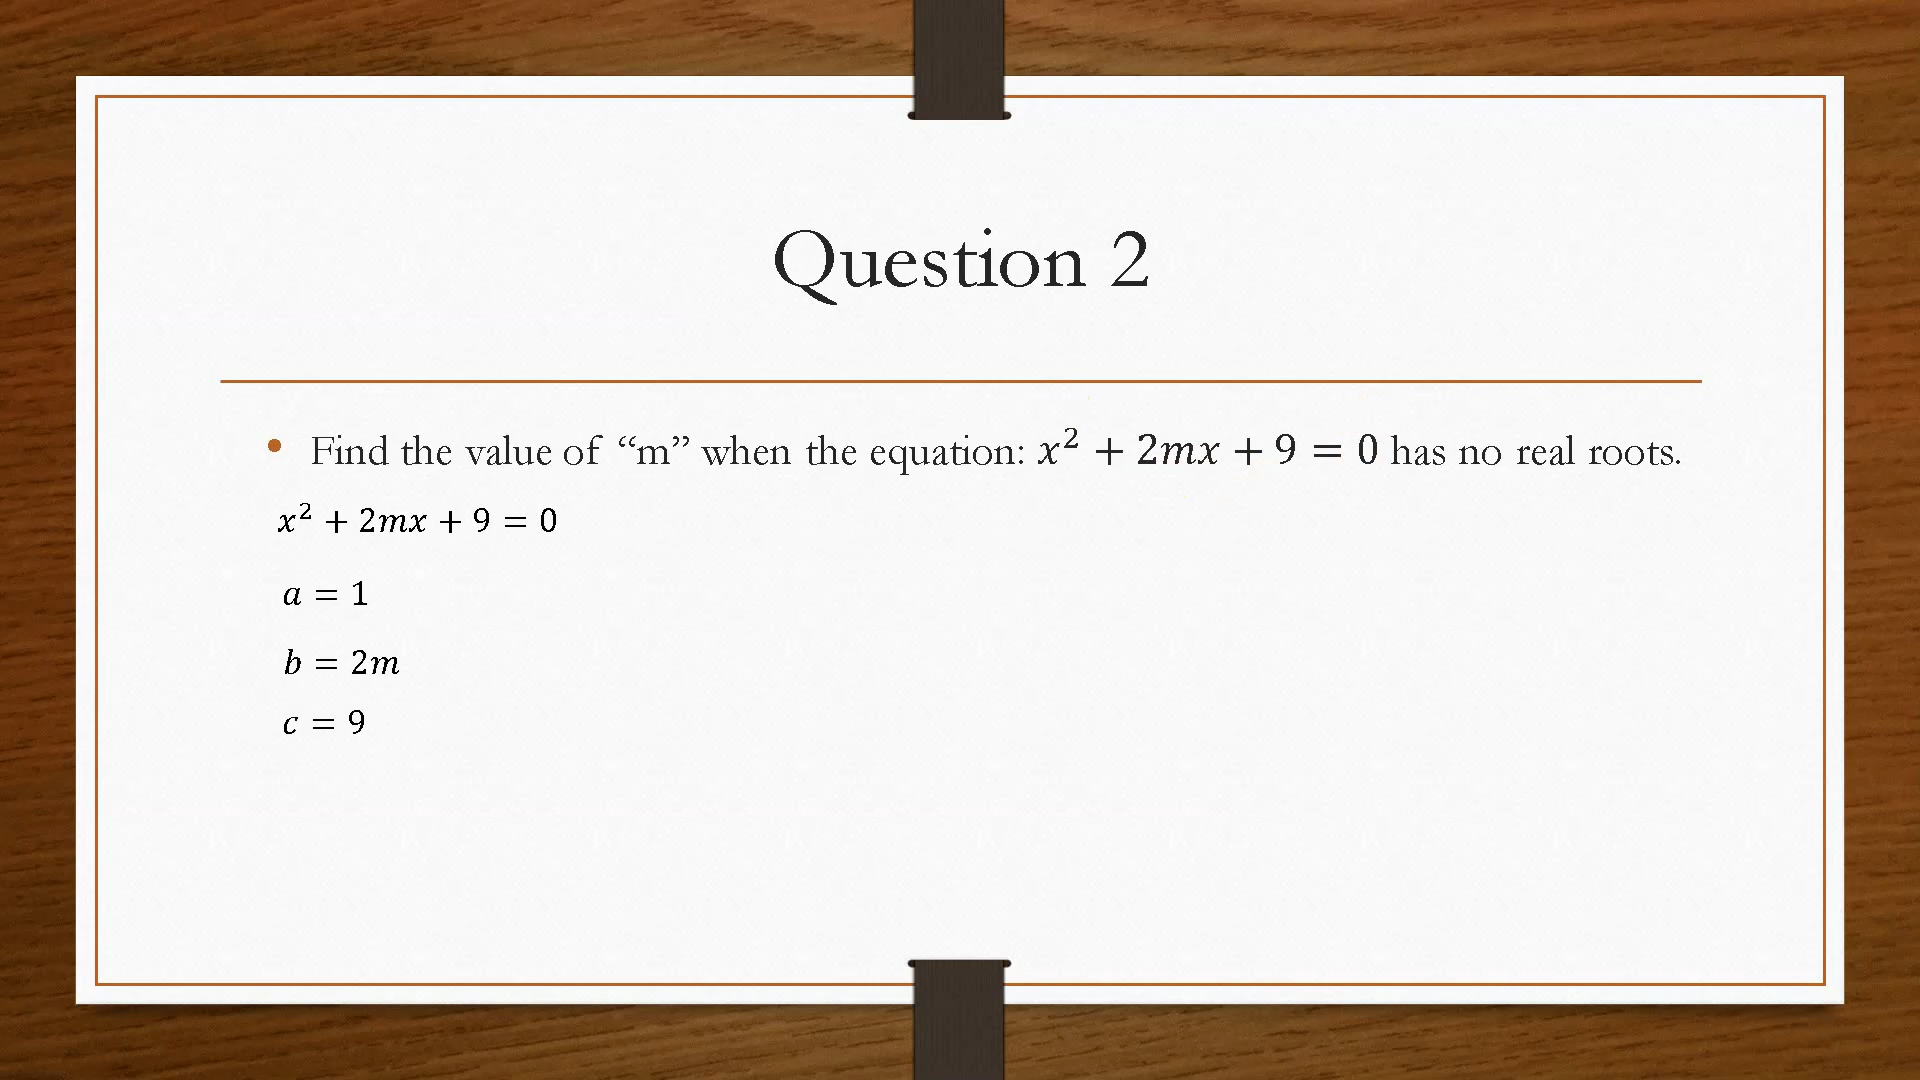 Question 2
• Find the value of “m” when the equation: x² + 2mx + 9 = 0 has no real roots.
x² + 2mx + 9 = 0
a = 1
b = 2m
c = 9